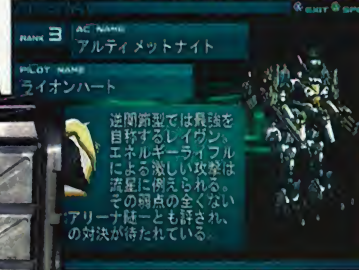 EXIT
RANK 3
AC NAME
アルティメットナイト
PILOT NAME
ライオンハート
逆関節型では最強を
自称するレイヴン。
エネルギーライフル
による激しい攻撃は
流星に例えられる。
その弱点の全くない
アリーナ随一とも評され、
の対決が待たれている。